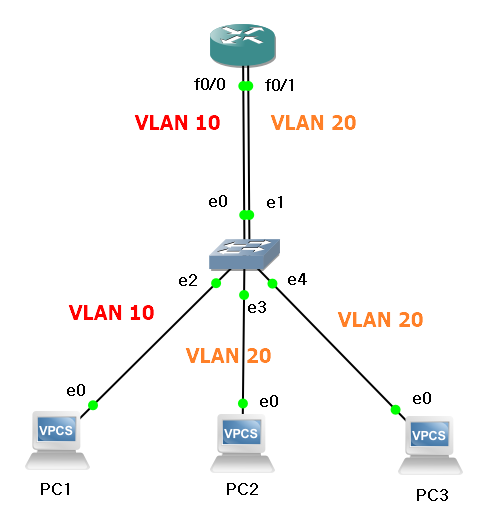 f0/0 f0/1
VLAN 10 VLAN 20
e0 e1
e2 e4
e3
VLAN 10 VLAN 20
VLAN 20
e0 e0 e0
VPCS VPCS VPCS
PC1 PC2 PC3